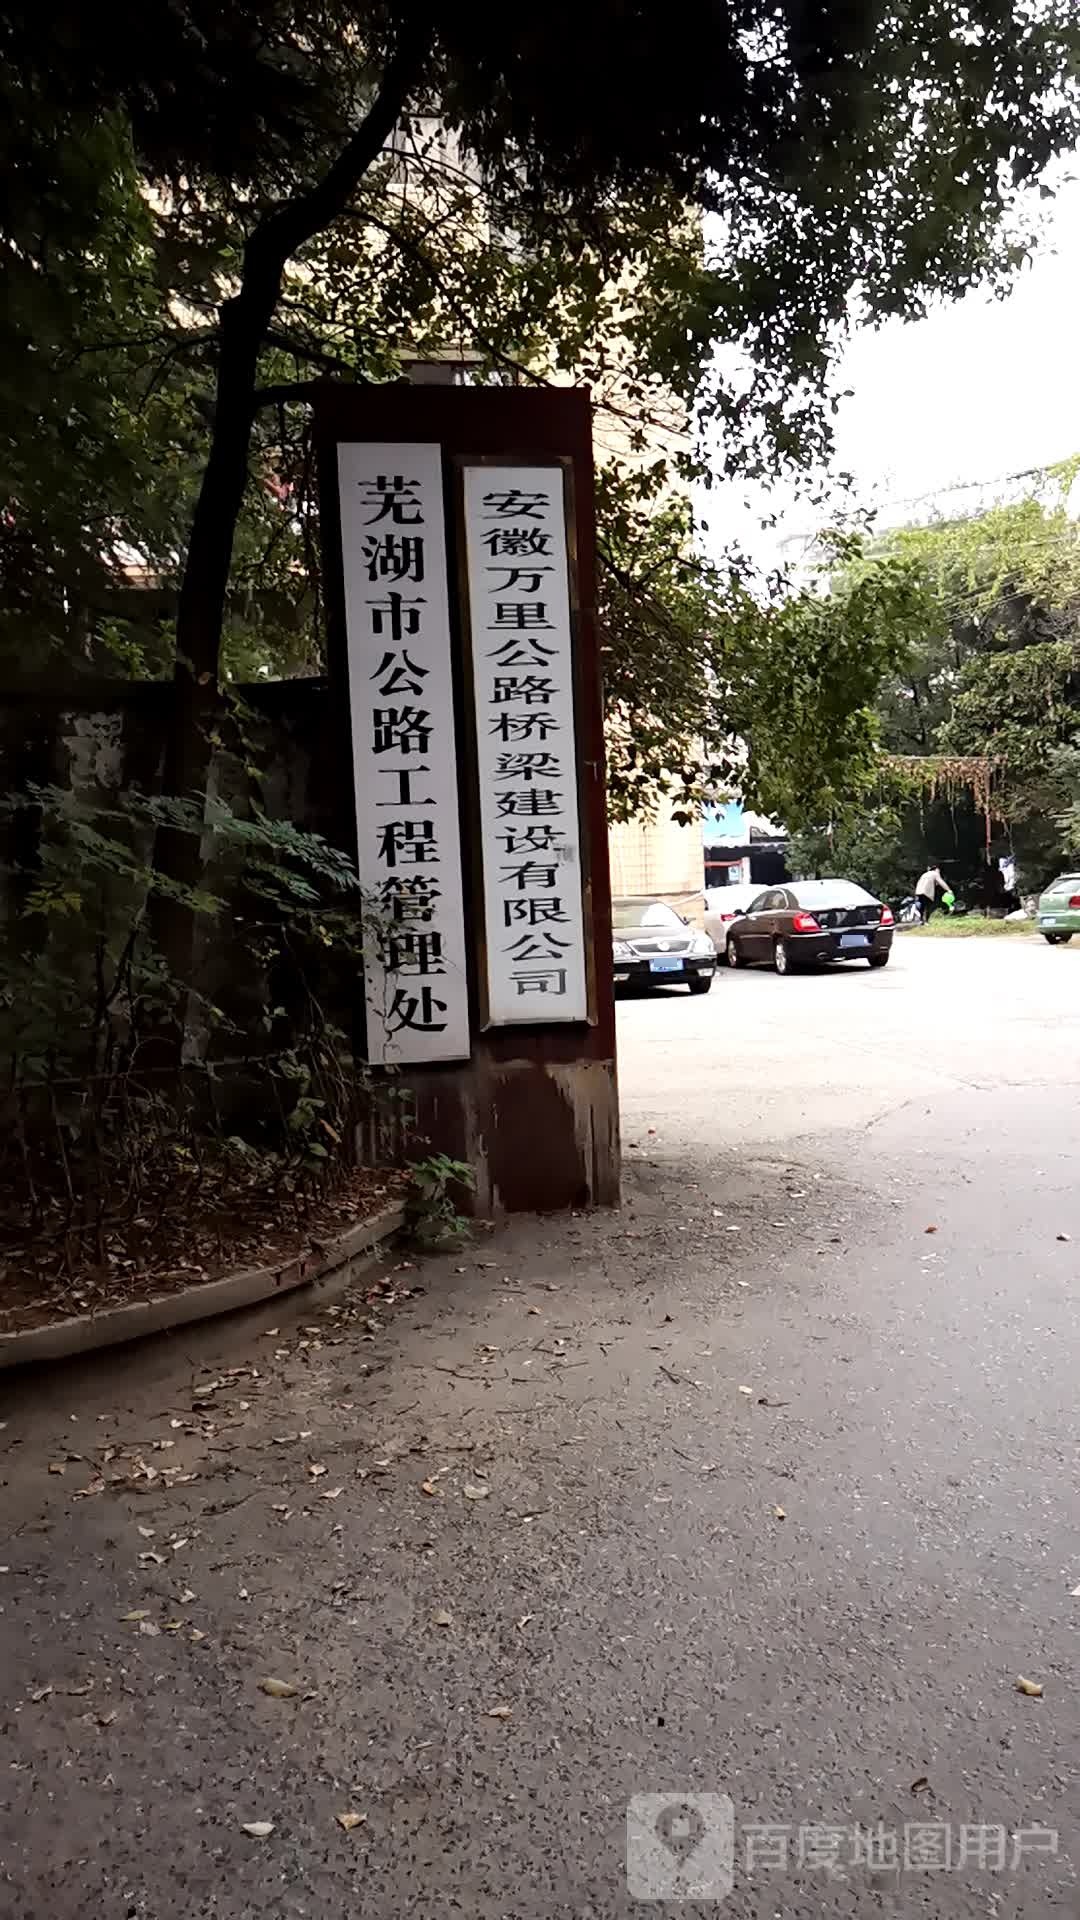 芜湖市公路工程管理处
安徽万里公路桥梁建设有限公司
百度地图用户